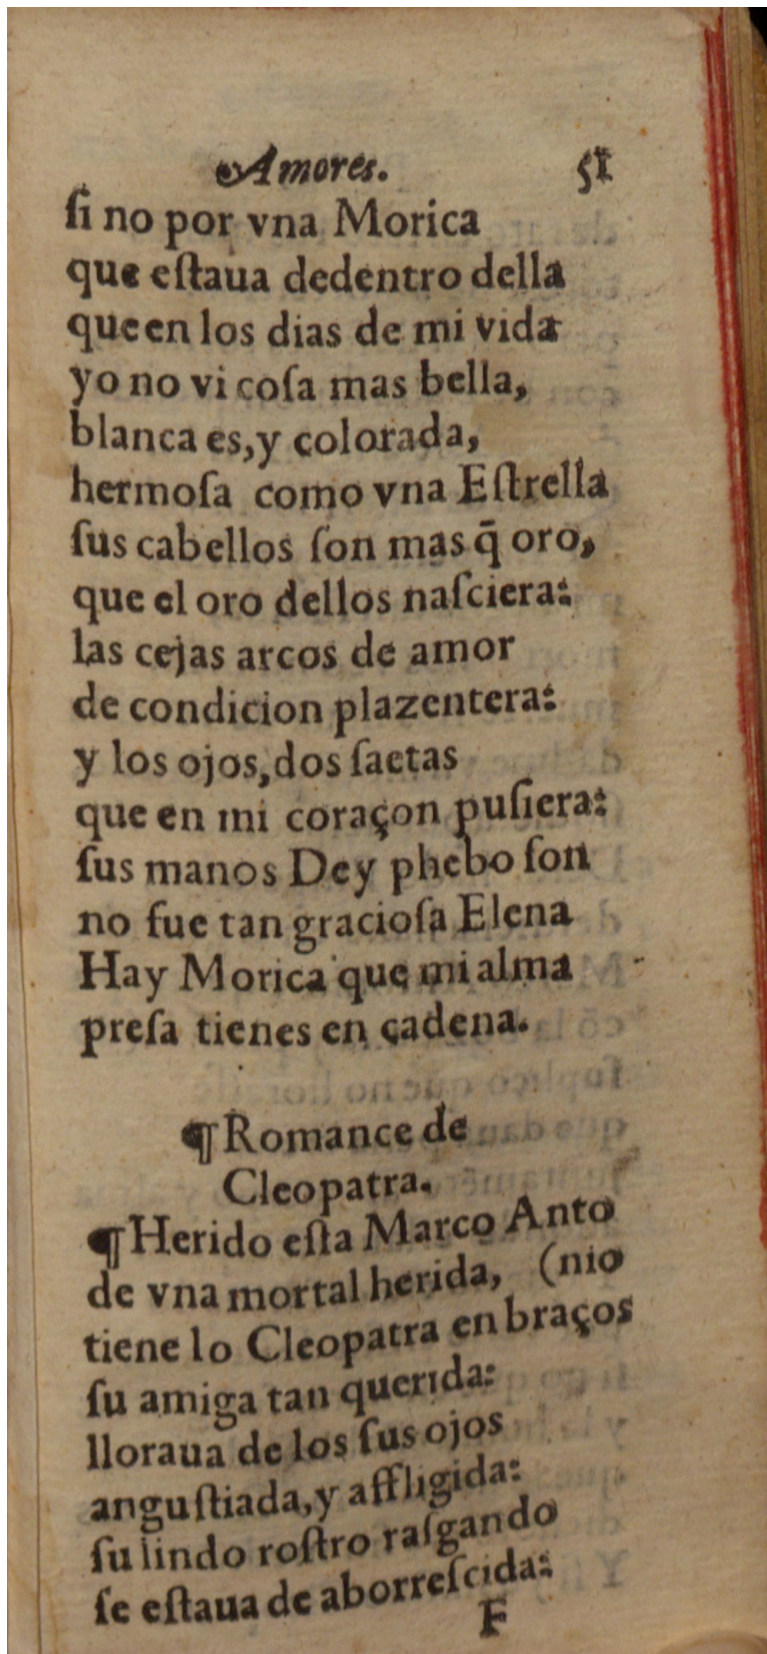 Amores. 51
ſi no por vna Morica
que eſtaua dedentro della
que en los dias de mi vida
yo no vi coſa mas bella,
blanca es, y colorada,
hermoſa como vna Eſtrella
ſus cabellos ſon mas q̄ oro,
que el oro dellos naſciera:
las cejas arcos de amor
de condicion plazentera:
y los ojos, dos ſaetas
que en mi coraçon puſiera:
ſus manos Dey phebo ſon
no fue tan gracioſa Elena
Hay Morica que mi alma
preſa tienes en cadena.
¶ Romance de
Cleopatra.
¶ Herido eſta Marco Anto
de vna mortal herida, (nio
tiene lo Cleopatra en braços
ſu amiga tan querida:
lloraua de los ſus ojos
anguſtiada, y affligida:
ſu lindo roſtro raſgando
ſe eſtaua de aborreſcida:
F